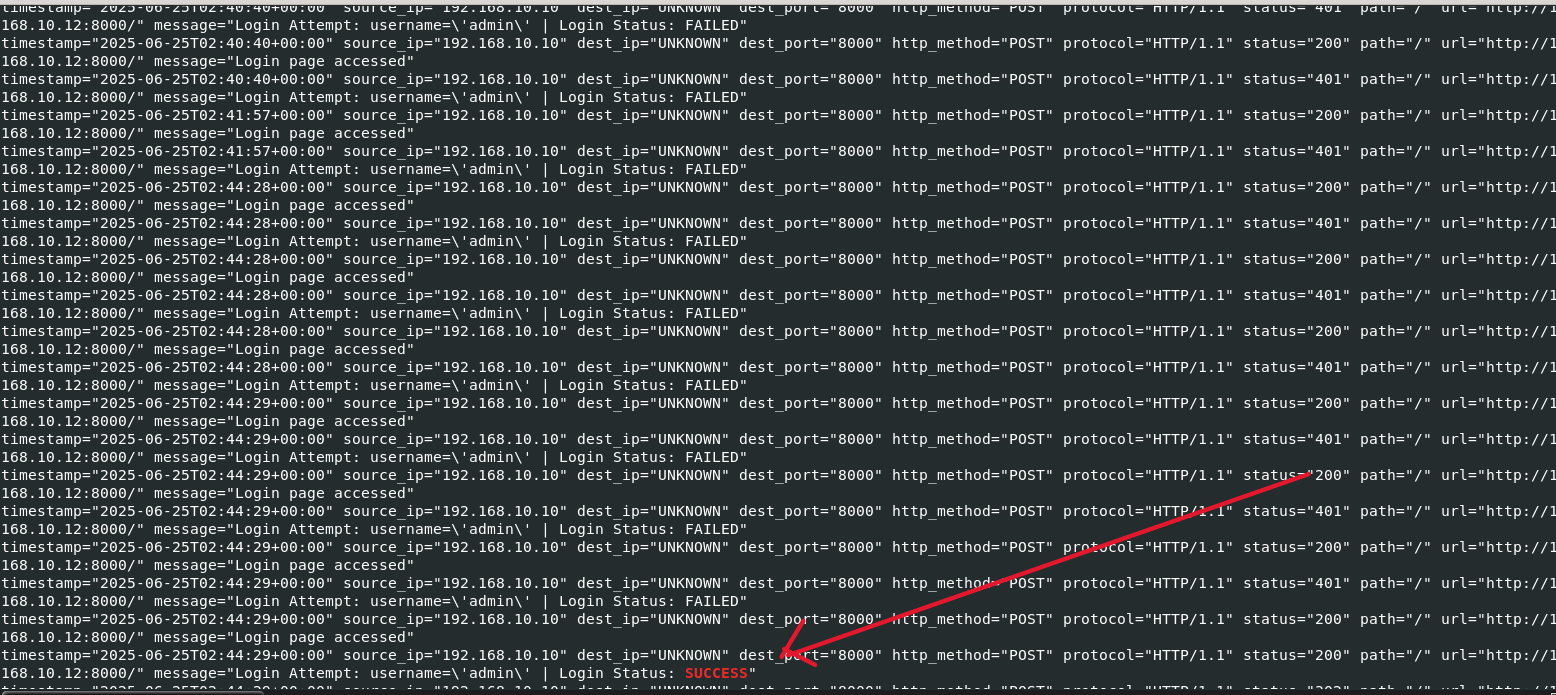 timestamp="2025-06-25T02:40:40+00:00" source_ip="192.168.10.10" dest_ip="UNKNOWN" dest_port="8000" http_method="POST" protocol="HTTP/1.1" status="401" path="/" url="http://1
168.10.12:8000/" message="Login Attempt: username=\'admin\' | Login Status: FAILED"
timestamp="2025-06-25T02:40:40+00:00" source_ip="192.168.10.10" dest_ip="UNKNOWN" dest_port="8000" http_method="POST" protocol="HTTP/1.1" status="200" path="/" url="http://1
168.10.12:8000/" message="Login page accessed"
timestamp="2025-06-25T02:40:40+00:00" source_ip="192.168.10.10" dest_ip="UNKNOWN" dest_port="8000" http_method="POST" protocol="HTTP/1.1" status="401" path="/" url="http://1
168.10.12:8000/" message="Login Attempt: username=\'admin\' | Login Status: FAILED"
timestamp="2025-06-25T02:41:57+00:00" source_ip="192.168.10.10" dest_ip="UNKNOWN" dest_port="8000" http_method="POST" protocol="HTTP/1.1" status="200" path="/" url="http://1
168.10.12:8000/" message="Login page accessed"
timestamp="2025-06-25T02:41:57+00:00" source_ip="192.168.10.10" dest_ip="UNKNOWN" dest_port="8000" http_method="POST" protocol="HTTP/1.1" status="401" path="/" url="http://1
168.10.12:8000/" message="Login Attempt: username=\'admin\' | Login Status: FAILED"
timestamp="2025-06-25T02:44:28+00:00" source_ip="192.168.10.10" dest_ip="UNKNOWN" dest_port="8000" http_method="POST" protocol="HTTP/1.1" status="200" path="/" url="http://1
168.10.12:8000/" message="Login page accessed"
timestamp="2025-06-25T02:44:28+00:00" source_ip="192.168.10.10" dest_ip="UNKNOWN" dest_port="8000" http_method="POST" protocol="HTTP/1.1" status="401" path="/" url="http://1
168.10.12:8000/" message="Login Attempt: username=\'admin\' | Login Status: FAILED"
timestamp="2025-06-25T02:44:28+00:00" source_ip="192.168.10.10" dest_ip="UNKNOWN" dest_port="8000" http_method="POST" protocol="HTTP/1.1" status="200" path="/" url="http://1
168.10.12:8000/" message="Login page accessed"
timestamp="2025-06-25T02:44:28+00:00" source_ip="192.168.10.10" dest_ip="UNKNOWN" dest_port="8000" http_method="POST" protocol="HTTP/1.1" status="401" path="/" url="http://1
168.10.12:8000/" message="Login Attempt: username=\'admin\' | Login Status: FAILED"
timestamp="2025-06-25T02:44:28+00:00" source_ip="192.168.10.10" dest_ip="UNKNOWN" dest_port="8000" http_method="POST" protocol="HTTP/1.1" status="200" path="/" url="http://1
168.10.12:8000/" message="Login page accessed"
timestamp="2025-06-25T02:44:28+00:00" source_ip="192.168.10.10" dest_ip="UNKNOWN" dest_port="8000" http_method="POST" protocol="HTTP/1.1" status="401" path="/" url="http://1
168.10.12:8000/" message="Login Attempt: username=\'admin\' | Login Status: FAILED"
timestamp="2025-06-25T02:44:29+00:00" source_ip="192.168.10.10" dest_ip="UNKNOWN" dest_port="8000" http_method="POST" protocol="HTTP/1.1" status="200" path="/" url="http://1
168.10.12:8000/" message="Login page accessed"
timestamp="2025-06-25T02:44:29+00:00" source_ip="192.168.10.10" dest_ip="UNKNOWN" dest_port="8000" http_method="POST" protocol="HTTP/1.1" status="401" path="/" url="http://1
168.10.12:8000/" message="Login Attempt: username=\'admin\' | Login Status: FAILED"
timestamp="2025-06-25T02:44:29+00:00" source_ip="192.168.10.10" dest_ip="UNKNOWN" dest_port="8000" http_method="POST" protocol="HTTP/1.1" status="200" path="/" url="http://1
168.10.12:8000/" message="Login page accessed"
timestamp="2025-06-25T02:44:29+00:00" source_ip="192.168.10.10" dest_ip="UNKNOWN" dest_port="8000" http_method="POST" protocol="HTTP/1.1" status="401" path="/" url="http://1
168.10.12:8000/" message="Login Attempt: username=\'admin\' | Login Status: FAILED"
timestamp="2025-06-25T02:44:29+00:00" source_ip="192.168.10.10" dest_ip="UNKNOWN" dest_port="8000" http_method="POST" protocol="HTTP/1.1" status="200" path="/" url="http://1
168.10.12:8000/" message="Login page accessed"
timestamp="2025-06-25T02:44:29+00:00" source_ip="192.168.10.10" dest_ip="UNKNOWN" dest_port="8000" http_method="POST" protocol="HTTP/1.1" status="401" path="/" url="http://1
168.10.12:8000/" message="Login Attempt: username=\'admin\' | Login Status: FAILED"
timestamp="2025-06-25T02:44:29+00:00" source_ip="192.168.10.10" dest_ip="UNKNOWN" dest_port="8000" http_method="POST" protocol="HTTP/1.1" status="200" path="/" url="http://1
168.10.12:8000/" message="Login page accessed"
timestamp="2025-06-25T02:44:29+00:00" source_ip="192.168.10.10" dest_ip="UNKNOWN" dest_port="8000" http_method="POST" protocol="HTTP/1.1" status="200" path="/" url="http://1
168.10.12:8000/" message="Login Attempt: username=\'admin\' | Login Status: SUCCESS"